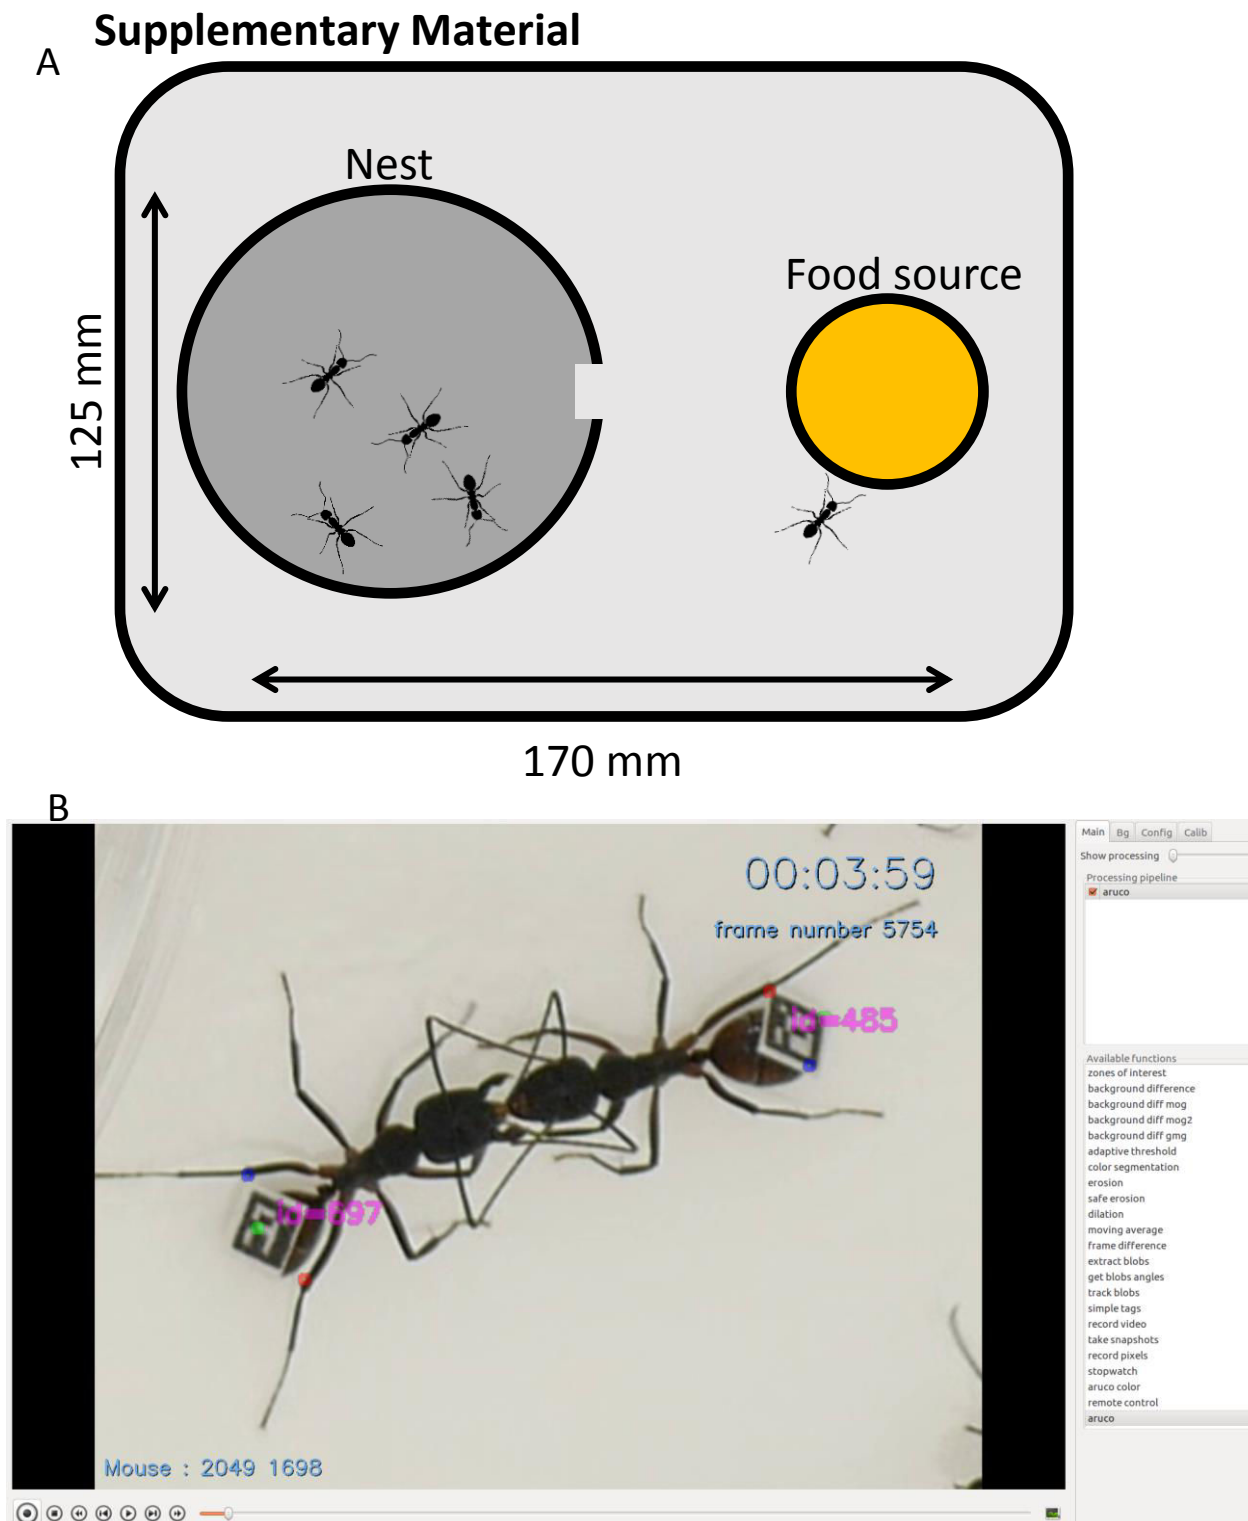 Supplementary Material
A
Nest
Food source
125 mm
170 mm
B
00:03:59
frame number 5754
id=485
id=697
Mouse : 2049 1698
Main Bg Config Calib
Show processing
Processing pipeline
aruco
Available functions
zones of interest
background difference
background diff mog
background diff mog2
background diff gmg
adaptive threshold
color segmentation
erosion
safe erosion
dilation
moving average
frame difference
extract blobs
get blobs angles
track blobs
simple tags
record video
take snapshots
record pixels
stopwatch
aruco color
remote control
aruco